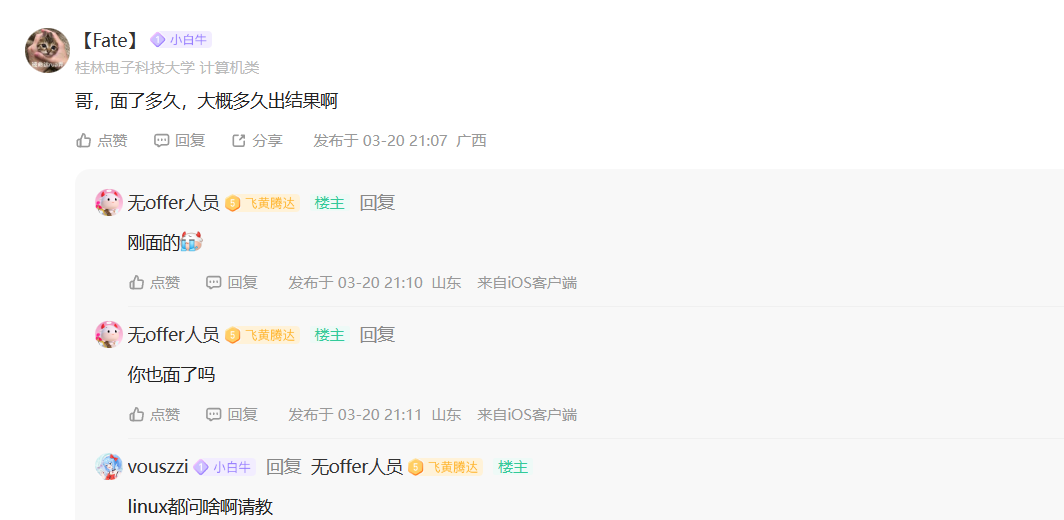 【Fate】 1 小白牛
桂林电子科技大学 计算机类
哥，面了多久，大概多久出结果啊
点赞 回复 分享 发布于 03-20 21:07 广西
无offer人员 5 飞黄腾达 楼主 回复
刚面的
点赞 回复 发布于 03-20 21:10 山东 来自iOS客户端
无offer人员 5 飞黄腾达 楼主 回复
你也面了吗
点赞 回复 发布于 03-20 21:11 山东 来自iOS客户端
vouszzi 1 小白牛 回复 无offer人员 5 飞黄腾达 楼主
linux都问啥啊请教